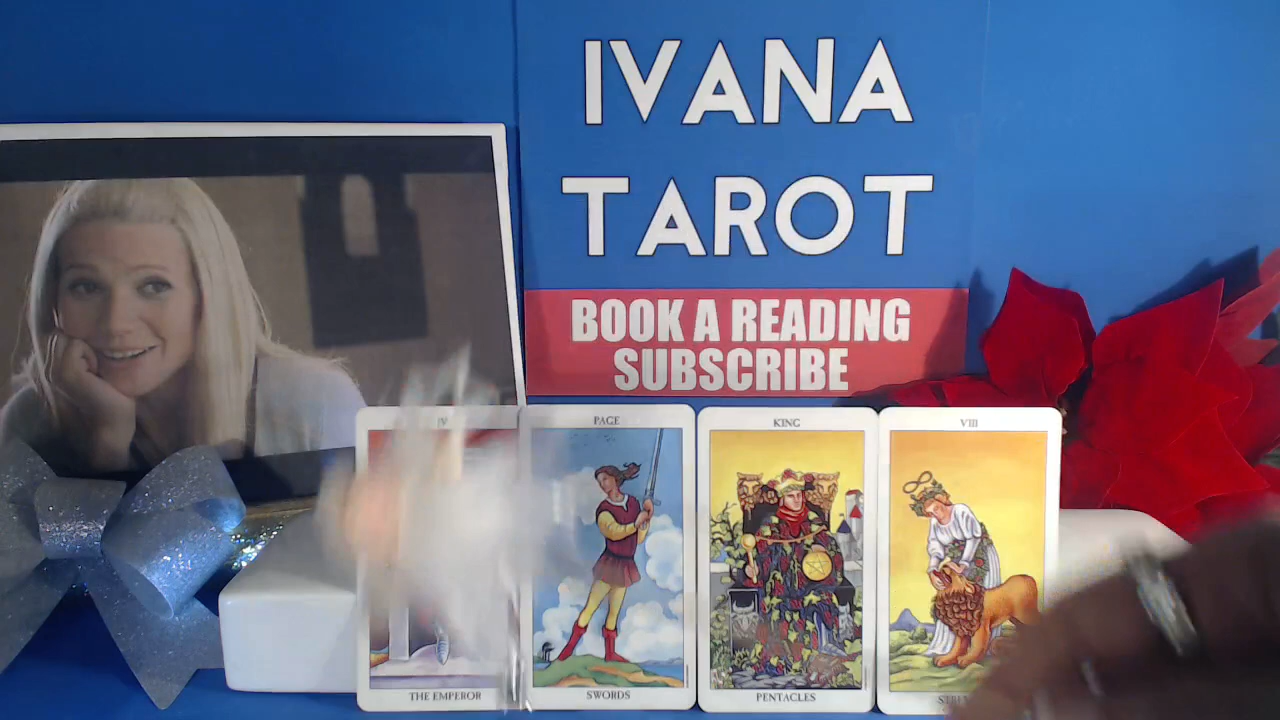 IVANA
TAROT
BOOK A READING
SUBSCRIBE
IV
PAGE
KING
VIII
THE EMPEROR
SWORDS
PENTACLES